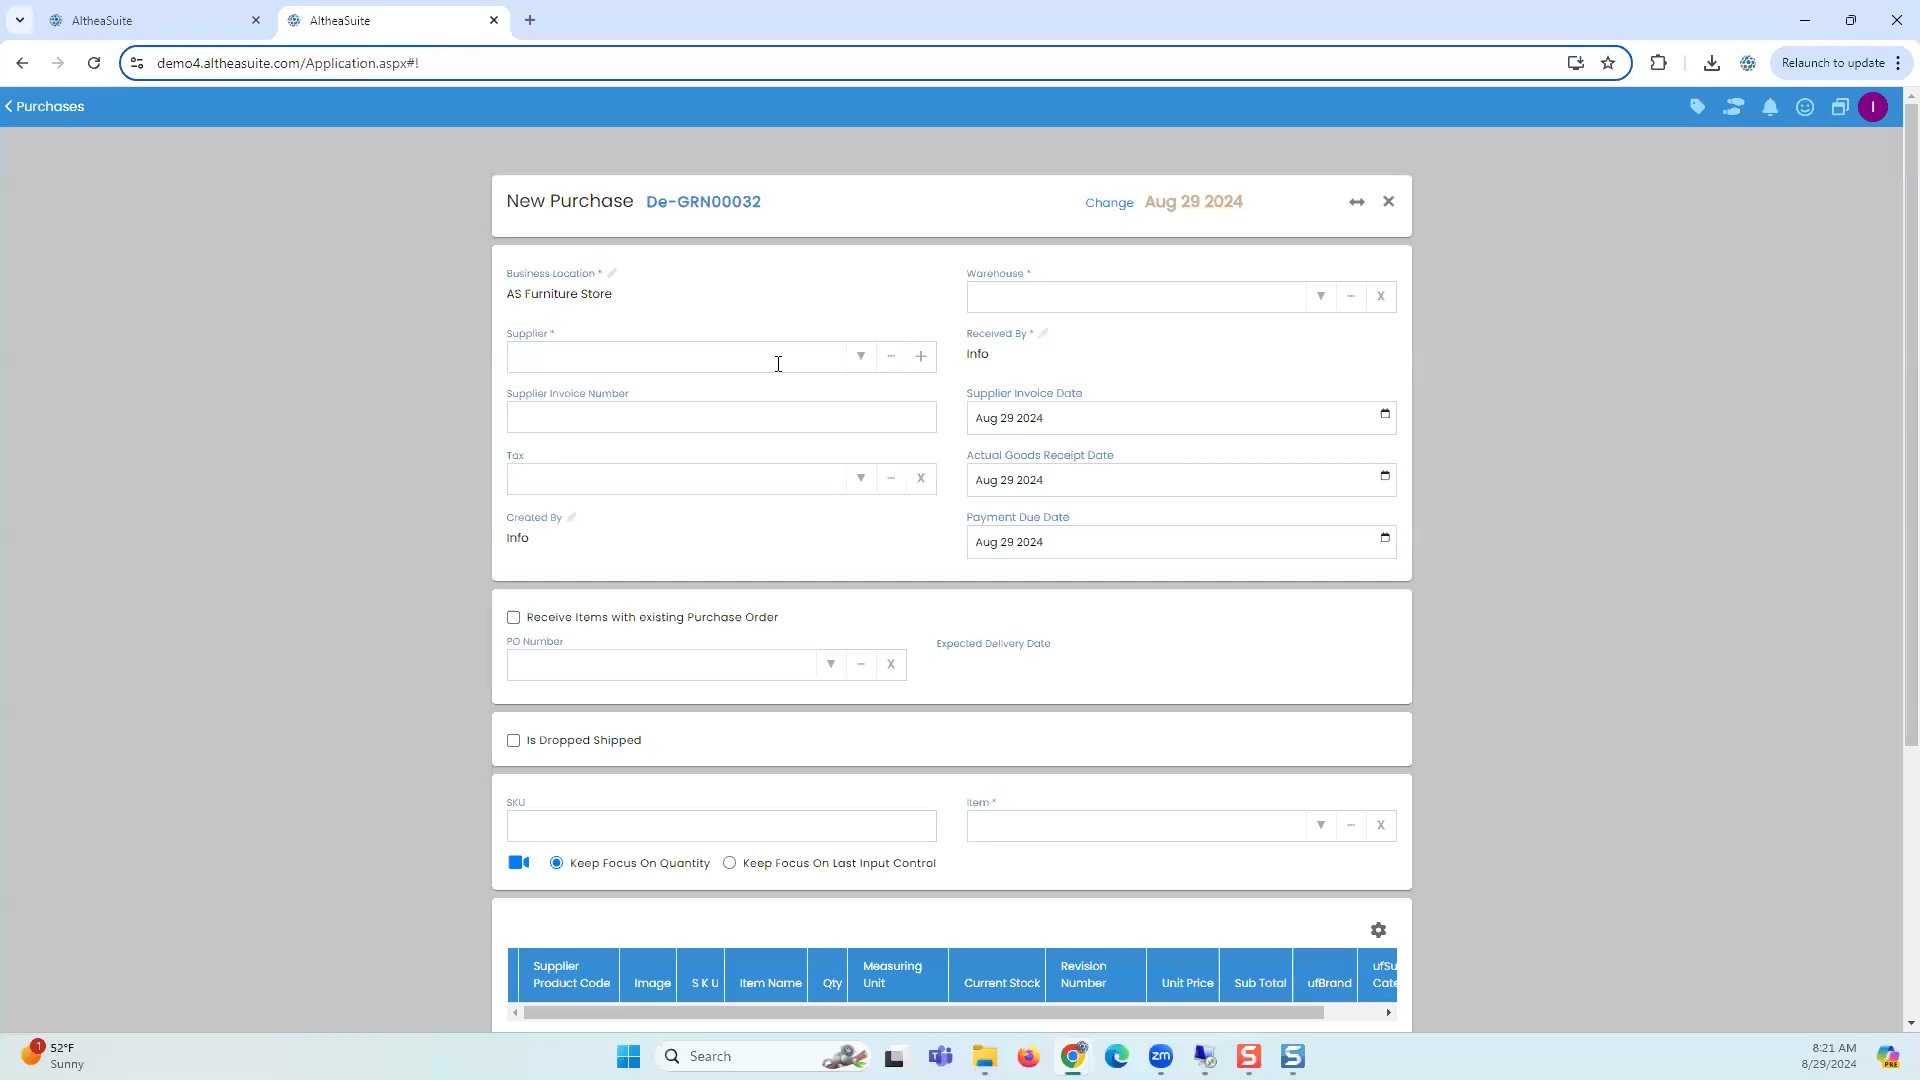 AltheaSuite
AltheaSuite
demo4.altheasuite.com/Application.aspx#!
Relaunch to update
Purchases
I
New Purchase De-GRN00032
Change Aug 29 2024
Business Location *
AS Furniture Store
Warehouse *
X
Supplier *
Received By *
Info
Supplier Invoice Number
Supplier Invoice Date
Aug 29 2024
Tax
X
Actual Goods Receipt Date
Aug 29 2024
Created By
Info
Payment Due Date
Aug 29 2024
Receive Items with existing Purchase Order
PO Number
X
Expected Delivery Date
Is Dropped Shipped
SKU
Item *
X
Keep Focus On Quantity
Keep Focus On Last Input Control
Supplier
Product Code
Image
S K U
Item Name
Qty
Measuring
Unit
Current Stock
Revision
Number
Unit Price
Sub Total
ufBrand
ufSu
Cate
1
52°F
Sunny
Search
zm
S
S
8:21 AM
8/29/2024
PRE